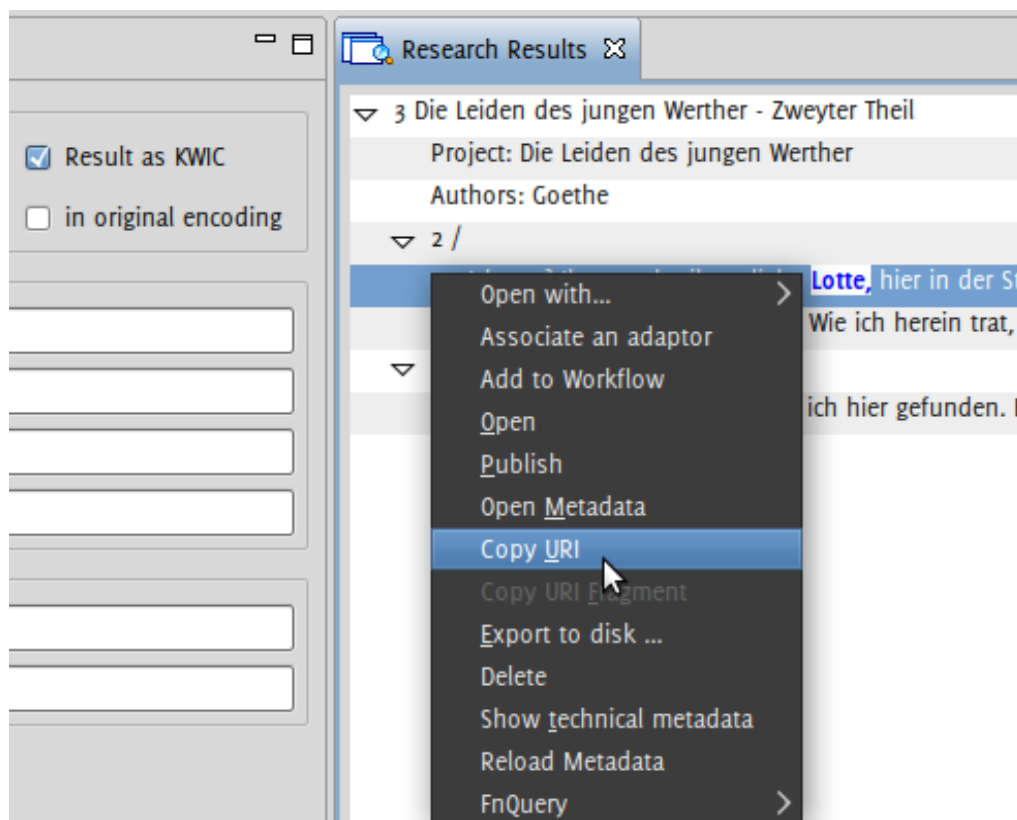 Research Results
3 Die Leiden des jungen Werther - Zweyter Theil
Result as KWIC
Project: Die Leiden des jungen Werther
Authors: Goethe
in original encoding
2 /
Lotte, hier in der St
Open with...
Wie ich herein trat,
Associate an adaptor
Add to Workflow
ich hier gefunden.
Open
Publish
Open Metadata
Copy URI
Copy URI Fragment
Export to disk ...
Delete
Show technical metadata
Reload Metadata
FnQuery